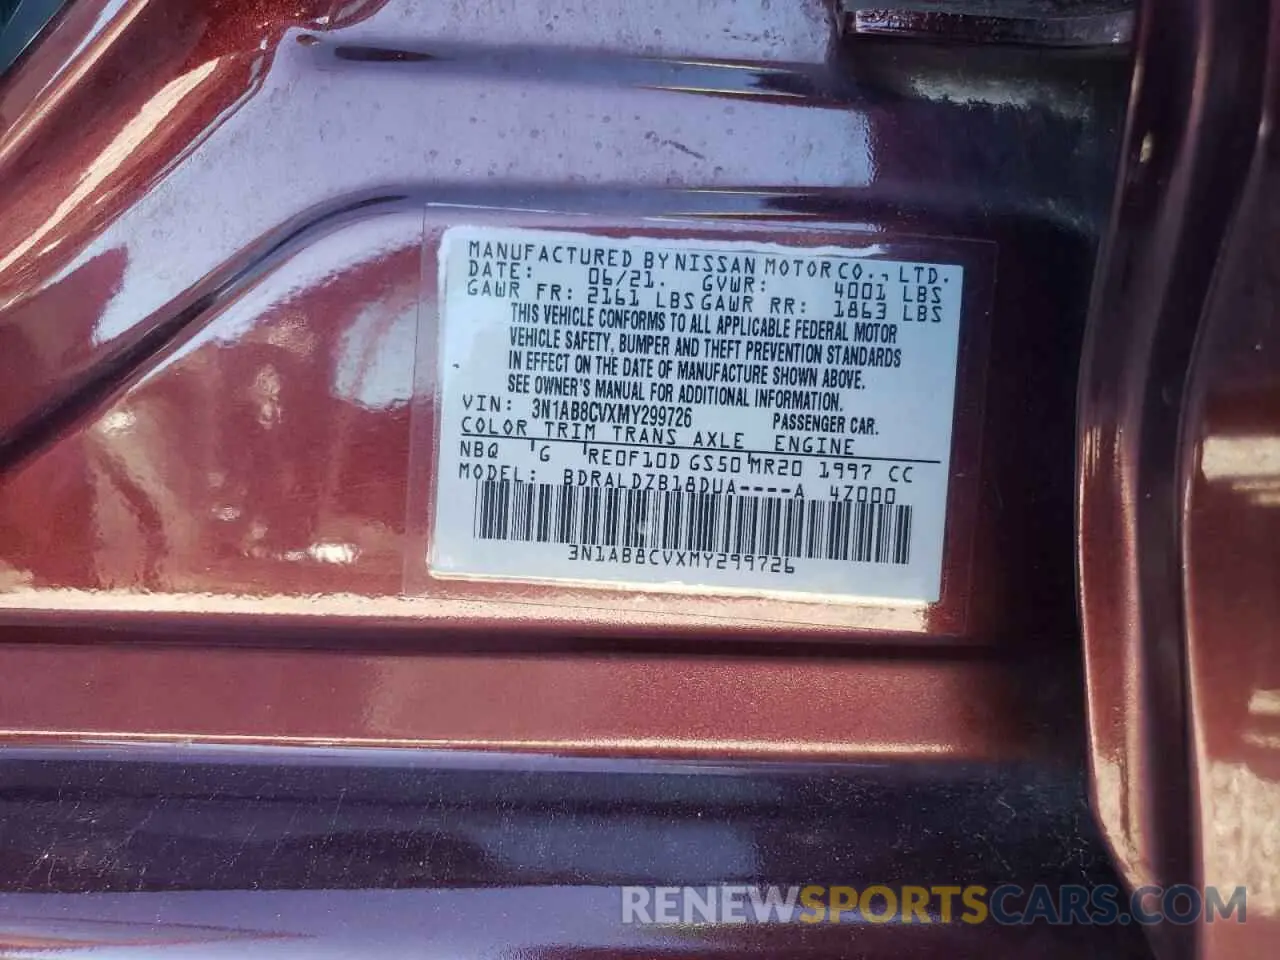 MANUFACTURED BY NISSAN MOTOR CO., LTD.
DATE: 06/21. GVWR: 4001 LBS
GAWR FR: 2161 LBS GAWR RR: 1863 LBS
THIS VEHICLE CONFORMS TO ALL APPLICABLE FEDERAL MOTOR
VEHICLE SAFETY, BUMPER AND THEFT PREVENTION STANDARDS
IN EFFECT ON THE DATE OF MANUFACTURE SHOWN ABOVE.
SEE OWNER'S MANUAL FOR ADDITIONAL INFORMATION.
VIN: 3N1AB8CVXMY299726 PASSENGER CAR.
COLOR TRIM TRANS AXLE ENGINE
NBQ G RE0F10D GS50 MR20 1997 CC
MODEL: BDRALDZB18DUA----A 47000
3N1AB8CVXMY299726
RENEWSPORTSCARS.COM